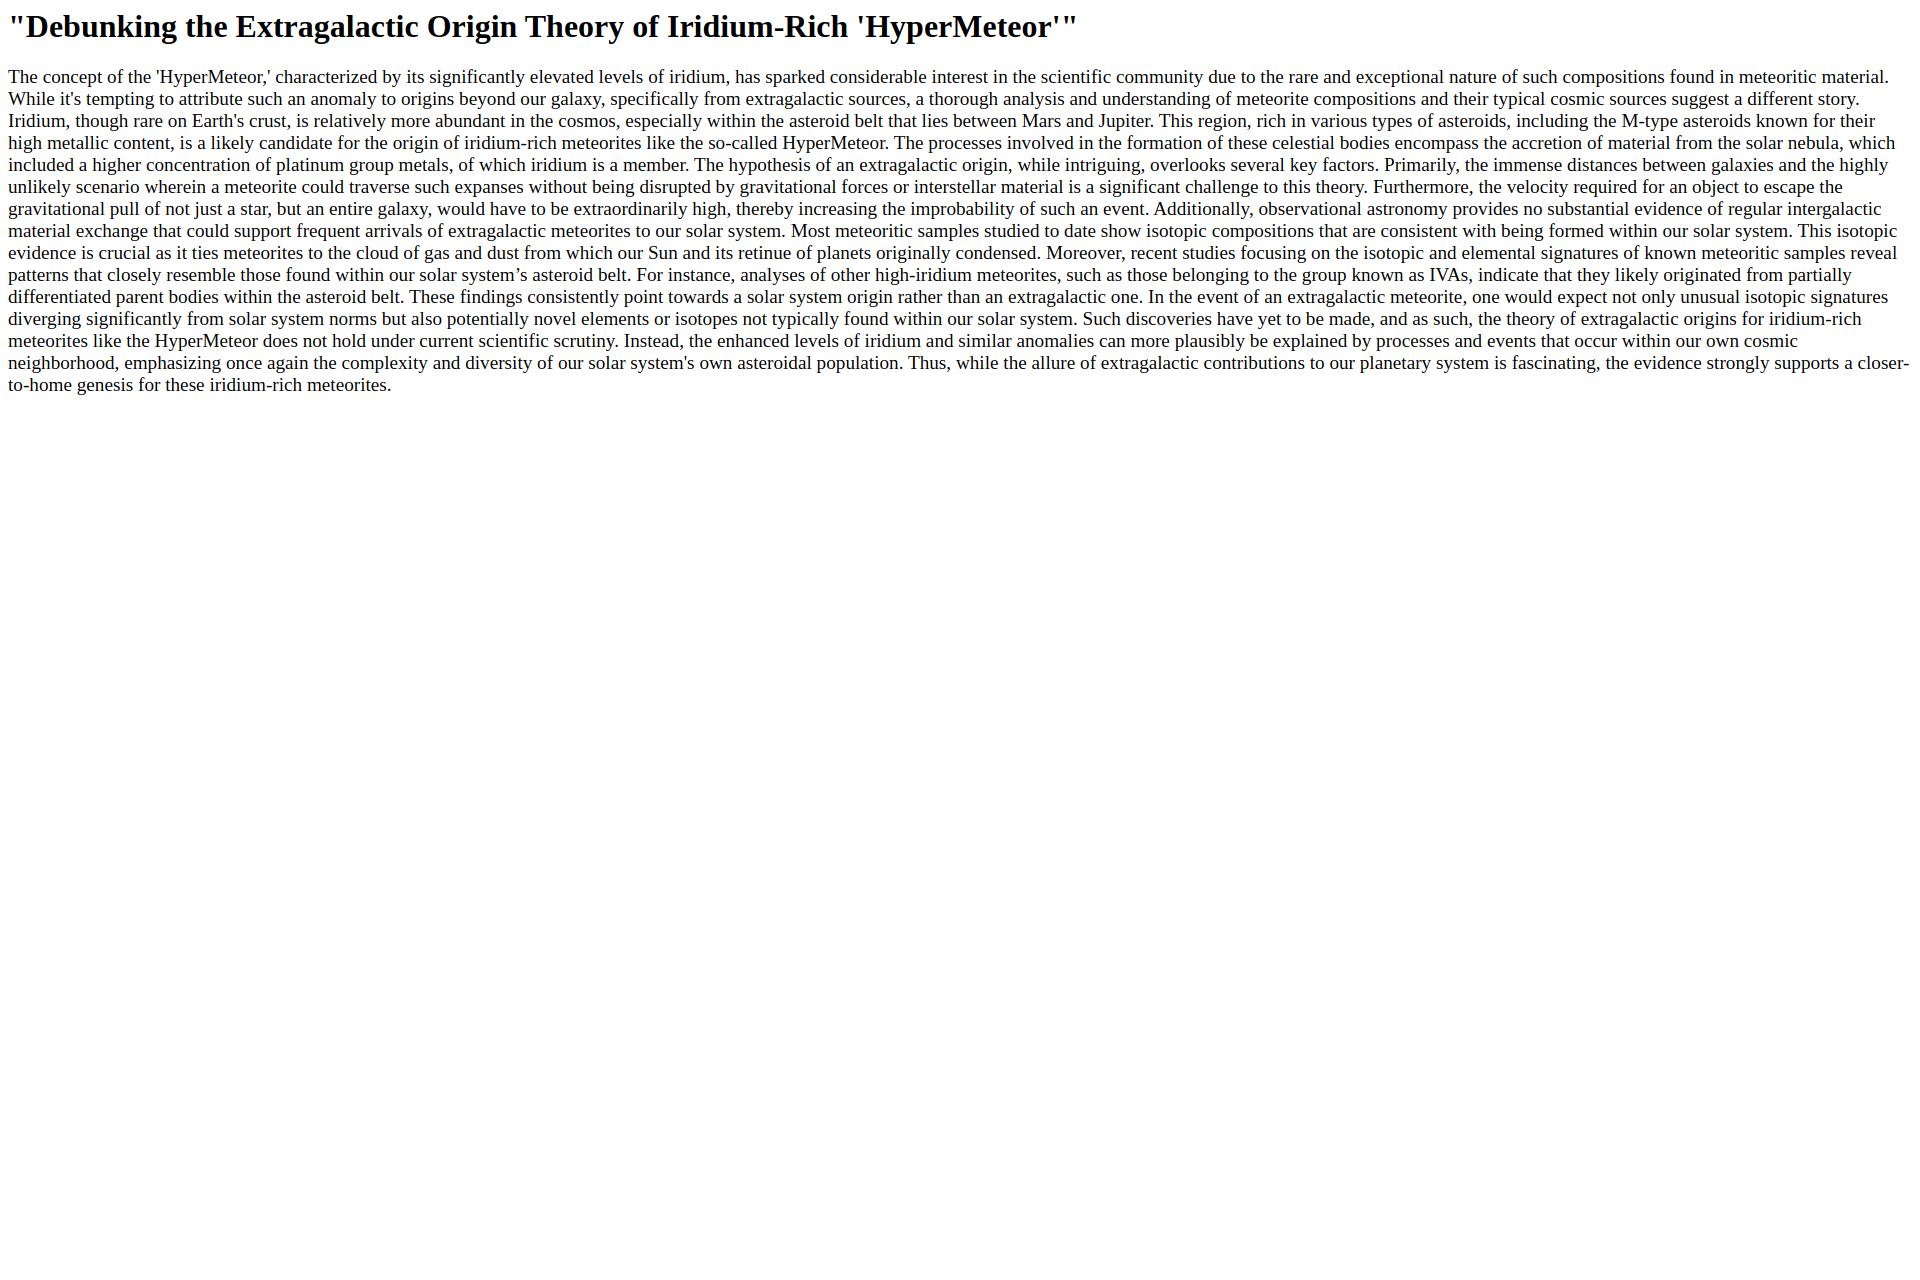 "Debunking the Extragalactic Origin Theory of Iridium-Rich 'HyperMeteor'"
The concept of the 'HyperMeteor,' characterized by its significantly elevated levels of iridium, has sparked considerable interest in the scientific community due to the rare and exceptional nature of such compositions found in meteoritic material.
While it's tempting to attribute such an anomaly to origins beyond our galaxy, specifically from extragalactic sources, a thorough analysis and understanding of meteorite compositions and their typical cosmic sources suggest a different story.
Iridium, though rare on Earth's crust, is relatively more abundant in the cosmos, especially within the asteroid belt that lies between Mars and Jupiter. This region, rich in various types of asteroids, including the M-type asteroids known for their
high metallic content, is a likely candidate for the origin of iridium-rich meteorites like the so-called HyperMeteor. The processes involved in the formation of these celestial bodies encompass the accretion of material from the solar nebula, which
included a higher concentration of platinum group metals, of which iridium is a member. The hypothesis of an extragalactic origin, while intriguing, overlooks several key factors. Primarily, the immense distances between galaxies and the highly
unlikely scenario wherein a meteorite could traverse such expanses without being disrupted by gravitational forces or interstellar material is a significant challenge to this theory. Furthermore, the velocity required for an object to escape the
gravitational pull of not just a star, but an entire galaxy, would have to be extraordinarily high, thereby increasing the improbability of such an event. Additionally, observational astronomy provides no substantial evidence of regular intergalactic
material exchange that could support frequent arrivals of extragalactic meteorites to our solar system. Most meteoritic samples studied to date show isotopic compositions that are consistent with being formed within our solar system. This isotopic
evidence is crucial as it ties meteorites to the cloud of gas and dust from which our Sun and its retinue of planets originally condensed. Moreover, recent studies focusing on the isotopic and elemental signatures of known meteoritic samples reveal
patterns that closely resemble those found within our solar system’s asteroid belt. For instance, analyses of other high-iridium meteorites, such as those belonging to the group known as IVAs, indicate that they likely originated from partially
differentiated parent bodies within the asteroid belt. These findings consistently point towards a solar system origin rather than an extragalactic one. In the event of an extragalactic meteorite, one would expect not only unusual isotopic signatures
diverging significantly from solar system norms but also potentially novel elements or isotopes not typically found within our solar system. Such discoveries have yet to be made, and as such, the theory of extragalactic origins for iridium-rich
meteorites like the HyperMeteor does not hold under current scientific scrutiny. Instead, the enhanced levels of iridium and similar anomalies can more plausibly be explained by processes and events that occur within our own cosmic
neighborhood, emphasizing once again the complexity and diversity of our solar system's own asteroidal population. Thus, while the allure of extragalactic contributions to our planetary system is fascinating, the evidence strongly supports a closer-
to-home genesis for these iridium-rich meteorites.